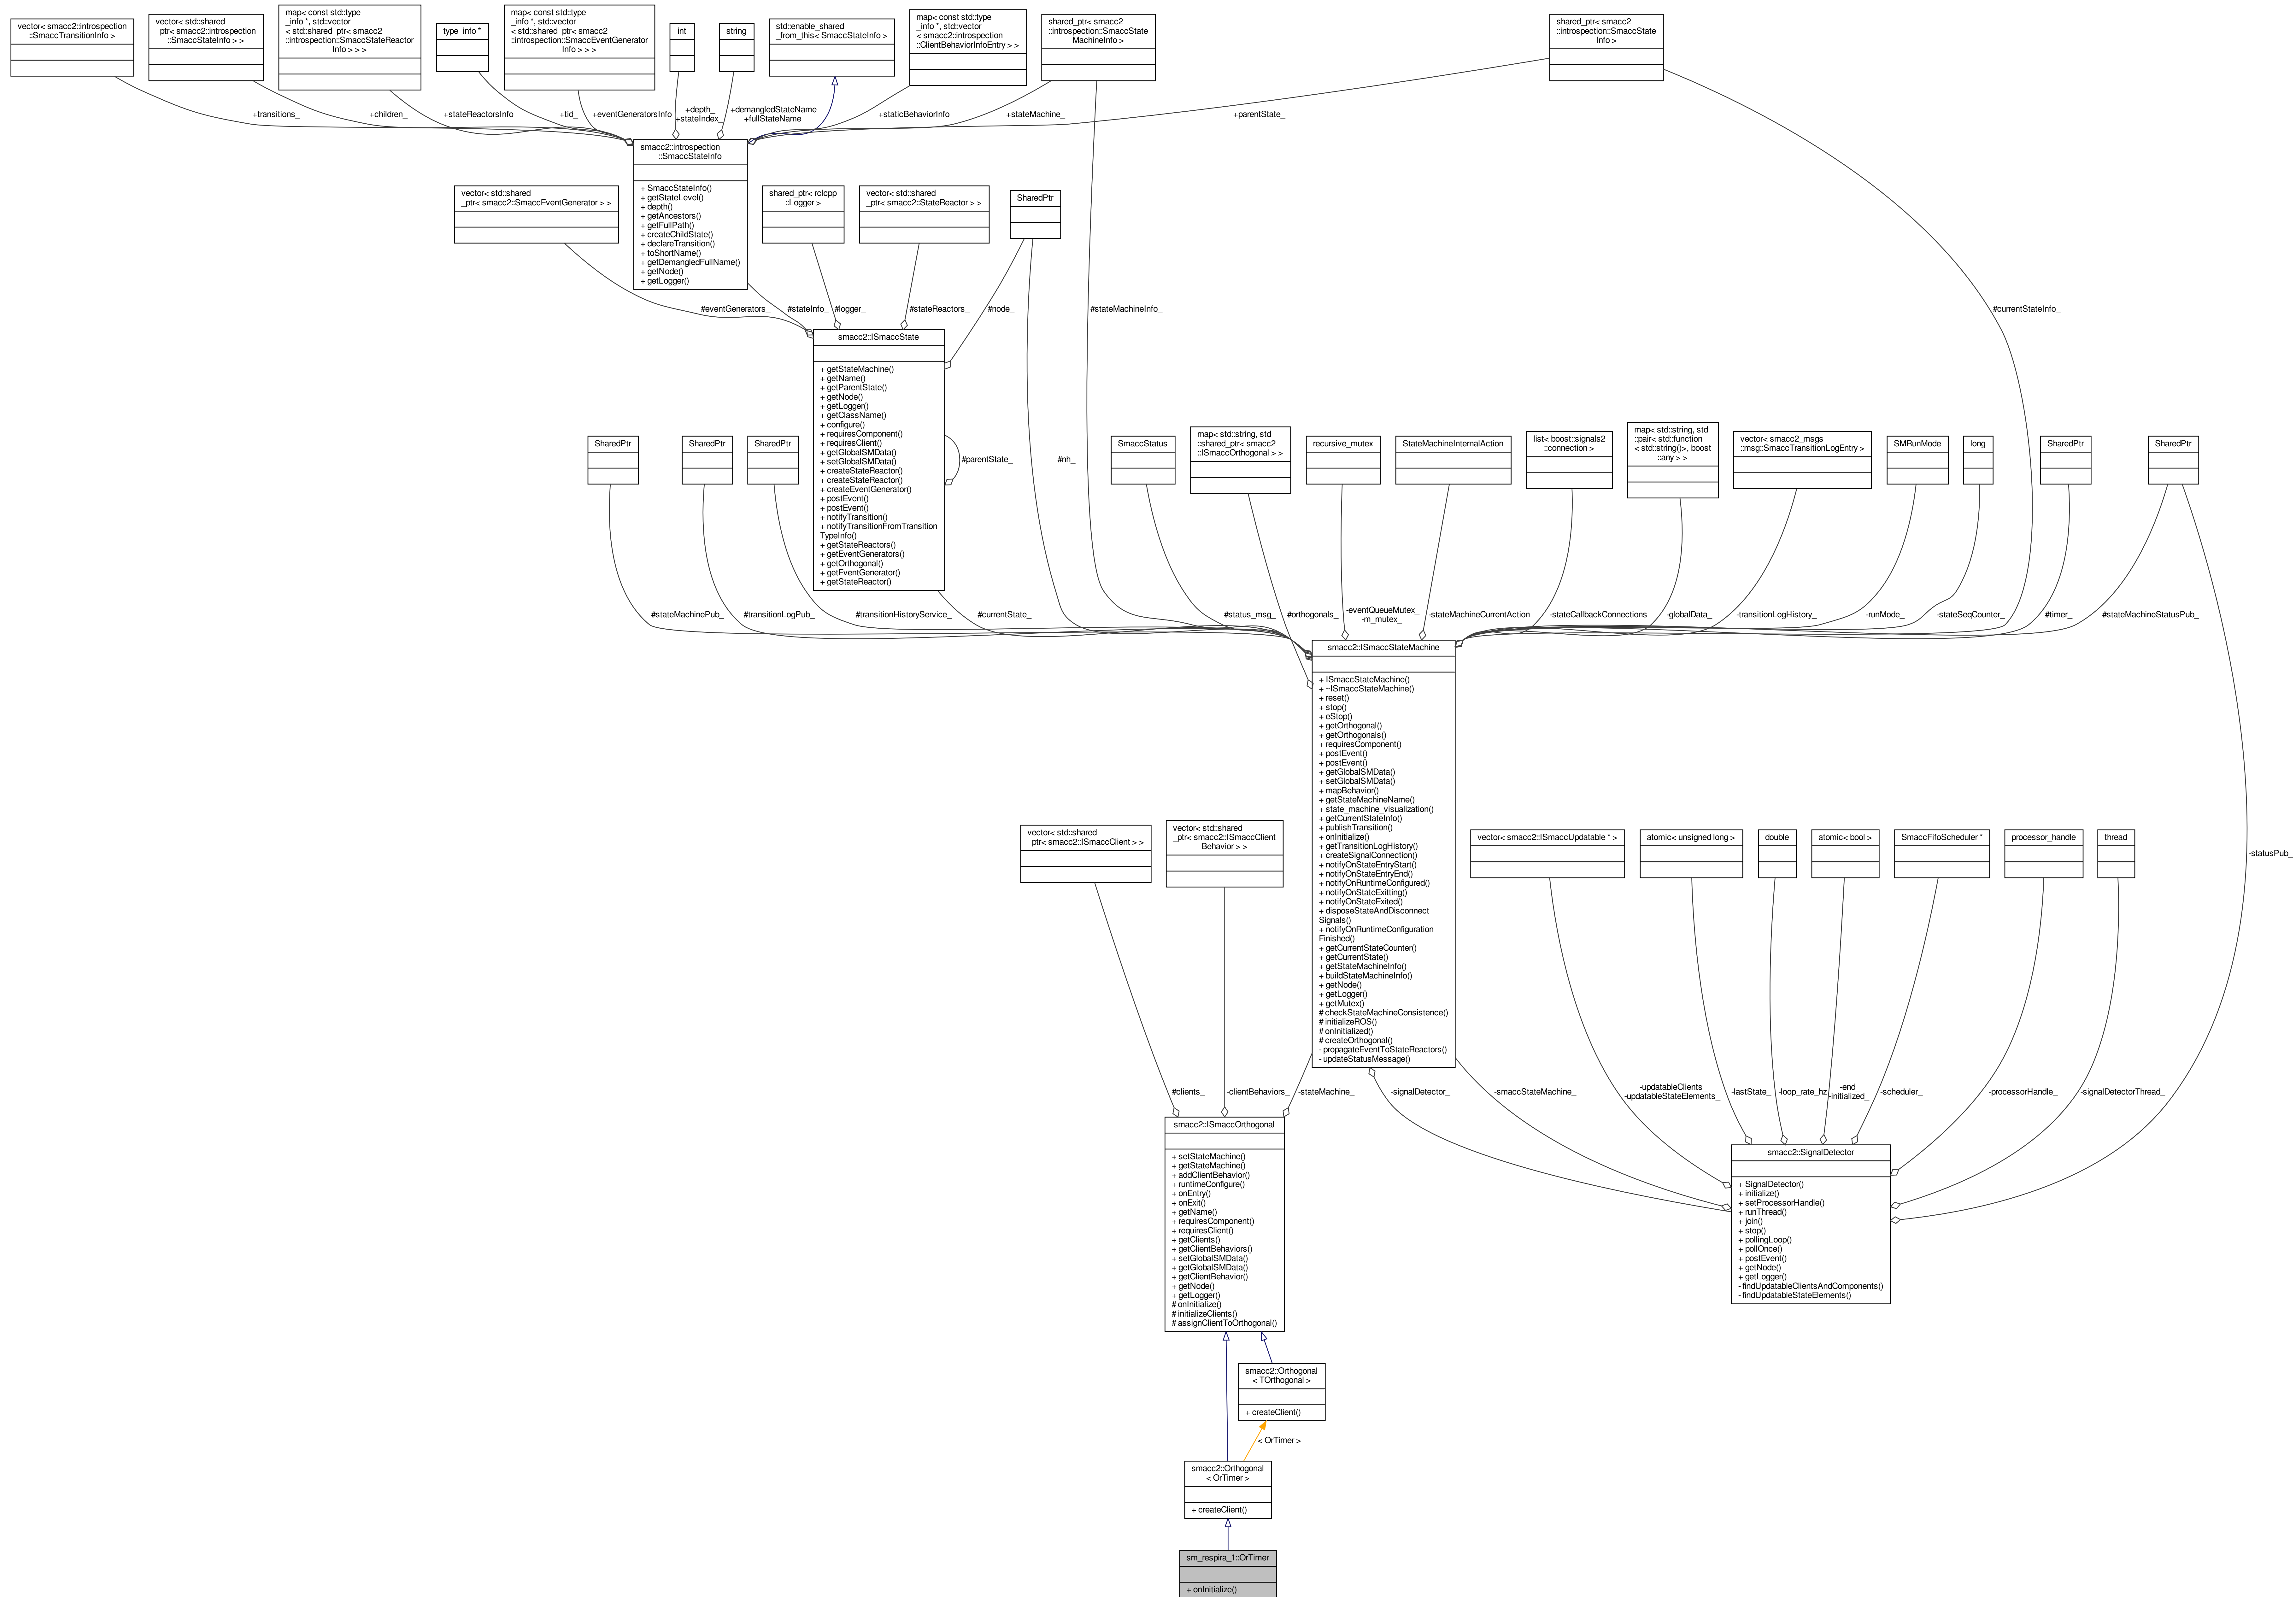 vector< smacc2::introspection
::SmaccTransitionInfo >
vector< std::shared
_ptr< smacc2::introspection
::SmaccStateInfo > >
map< const std::type
_info *, std::vector
< std::shared_ptr< smacc2
::introspection::SmaccStateReactor
Info > > >
type_info *
map< const std::type
_info *, std::vector
< std::shared_ptr< smacc2
::introspection::SmaccEventGenerator
Info > > >
int
string
std::enable_shared
_from_this< SmaccStateInfo >
map< const std::type
_info *, std::vector
< smacc2::introspection
::ClientBehaviorInfoEntry > >
shared_ptr< smacc2
::introspection::SmaccState
MachineInfo >
shared_ptr< smacc2
::introspection::SmaccState
Info >
+transitions_
+children_
+stateReactorsInfo
+tid_
+eventGeneratorsInfo
+depth_
+stateIndex_
+demangledStateName
+fullStateName
+staticBehaviorInfo
+stateMachine_
+parentState_
smacc2::introspection
::SmaccStateInfo
+ SmaccStateInfo()
+ getStateLevel()
+ depth()
+ getAncestors()
+ getFullPath()
+ createChildState()
+ declareTransition()
+ toShortName()
+ getDemangledFullName()
+ getNode()
+ getLogger()
vector< std::shared
_ptr< smacc2::SmaccEventGenerator > >
shared_ptr< rclcpp
::Logger >
vector< std::shared
_ptr< smacc2::StateReactor > >
SharedPtr
#eventGenerators_
#stateInfo_
#logger_
#stateReactors_
#node_
#stateMachineInfo_
#currentStateInfo_
smacc2::ISmaccState
+ getStateMachine()
+ getName()
+ getParentState()
+ getNode()
+ getLogger()
+ getClassName()
+ configure()
+ requiresComponent()
+ requiresClient()
+ getOrthogonal()
+ getGlobalSMData()
+ setGlobalSMData()
+ createStateReactor()
+ createStateReactor()
+ createEventGenerator()
+ postEvent()
+ postEvent()
+ notifyTransition()
+ notifyTransitionFromTransition
TypeInfo()
+ getStateReactors()
+ getEventGenerators()
+ getOrthogonal()
+ getEventGenerator()
+ getStateReactor()
#parentState_
#nh_
SharedPtr
SharedPtr
SharedPtr
SmaccStatus
map< std::string, std
::shared_ptr< smacc2
::ISmaccOrthogonal > >
recursive_mutex
StateMachineInternalAction
list< boost::signals2
::connection >
map< std::string, std
::pair< std::function
< std::string()>, boost
::any > >
vector< smacc2_msgs
::msg::SmaccTransitionLogEntry >
SMRunMode
long
SharedPtr
SharedPtr
#stateMachinePub_
#transitionLogPub_
#transitionHistoryService_
#currentState_
#status_msg_
#orthogonals_
-eventQueueMutex_
-m_mutex_
-stateMachineCurrentAction
-stateCallbackConnections
-globalData_
-transitionLogHistory_
-runMode_
-stateSeqCounter_
#timer_
#stateMachineStatusPub_
smacc2::ISmaccStateMachine
+ ISmaccStateMachine()
+ ~ISmaccStateMachine()
+ reset()
+ stop()
+ eStop()
+ getOrthogonal()
+ getOrthogonals()
+ requiresComponent()
+ postEvent()
+ postEvent()
+ getGlobalSMData()
+ setGlobalSMData()
+ mapBehavior()
+ getStateMachineName()
+ state_machine_visualization()
+ getCurrentStateInfo()
+ publishTransition()
+ onInitialize()
+ getTransitionLogHistory()
+ createSignalConnection()
+ notifyOnStateEntryStart()
+ notifyOnStateEntryEnd()
+ notifyOnRuntimeConfigured()
+ notifyOnStateExitting()
+ notifyOnStateExited()
+ disposeStateAndDisconnect
Signals()
+ notifyOnRuntimeConfiguration
Finished()
+ getCurrentStateCounter()
+ getCurrentState()
+ getStateMachineInfo()
+ buildStateMachineInfo()
+ getNode()
+ getLogger()
+ getMutex()
# checkStateMachineConsistence()
# initializeROS()
# onInitialized()
# createOrthogonal()
- propagateEventToStateReactors()
- updateStatusMessage()
vector< std::shared
_ptr< smacc2::ISmaccClient > >
vector< std::shared
_ptr< smacc2::ISmaccClient
Behavior > >
vector< smacc2::ISmaccUpdatable * >
atomic< unsigned long >
double
atomic< bool >
SmaccFifoScheduler *
processor_handle
thread
-statusPub_
#clients_
-clientBehaviors_
-stateMachine_
-signalDetector_
-smaccStateMachine_
-updatableClients_
-updatableStateElements_
-lastState_
-loop_rate_hz
-end_
-initialized_
-scheduler_
-processorHandle_
-signalDetectorThread_
smacc2::ISmaccOrthogonal
+ setStateMachine()
+ getStateMachine()
+ addClientBehavior()
+ runtimeConfigure()
+ onEntry()
+ onExit()
+ getName()
+ requiresComponent()
+ requiresClient()
+ getClients()
+ getClientBehaviors()
+ setGlobalSMData()
+ getGlobalSMData()
+ getClientBehavior()
+ getNode()
+ getLogger()
# onInitialize()
# initializeClients()
# assignClientToOrthogonal()
smacc2::SignalDetector
+ SignalDetector()
+ initialize()
+ setProcessorHandle()
+ runThread()
+ join()
+ stop()
+ pollingLoop()
+ pollOnce()
+ postEvent()
+ getNode()
+ getLogger()
- findUpdatableClientsAndComponents()
- findUpdatableStateElements()
smacc2::Orthogonal
< TOrthogonal >
+ createClient()
< OrTimer >
smacc2::Orthogonal
< OrTimer >
+ createClient()
sm_respira_1::OrTimer
+ onInitialize()